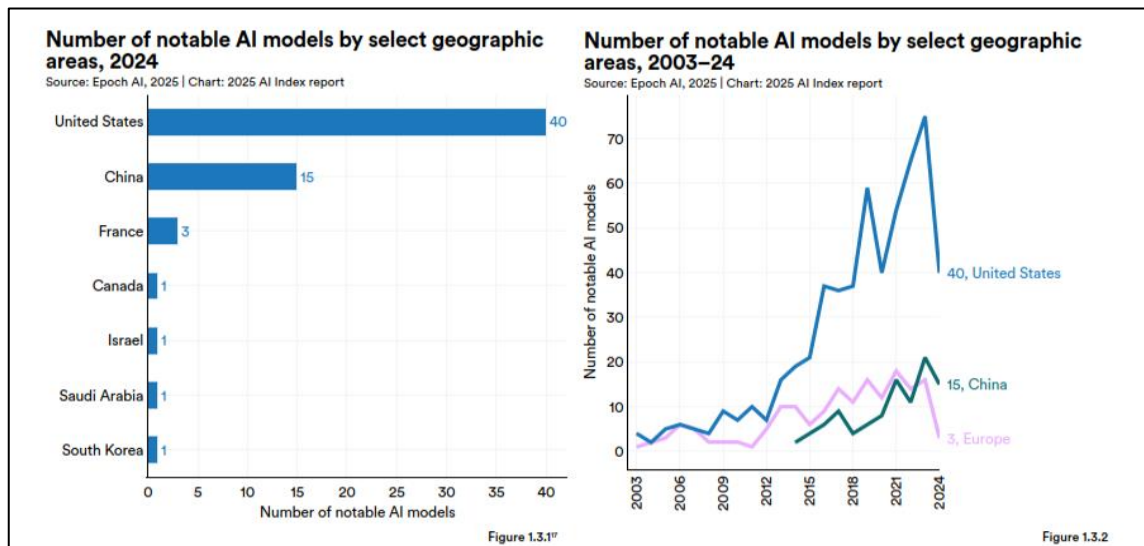 Number of notable AI models by select geographic
areas, 2024
Source: Epoch AI, 2025 | Chart: 2025 AI Index report
United States
40
China
15
France
3
Canada
1
Israel
1
Saudi Arabia
1
South Korea
1
0 5 10 15 20 25 30 35 40
Number of notable AI models
Figure 1.3.1¹⁷
Number of notable AI models by select geographic
areas, 2003–24
Source: Epoch AI, 2025 | Chart: 2025 AI Index report
Number of notable AI models
70
60
50
40
30
20
10
0
40, United States
15, China
3, Europe
2003 2006 2009 2012 2015 2018 2021 2024
Figure 1.3.2